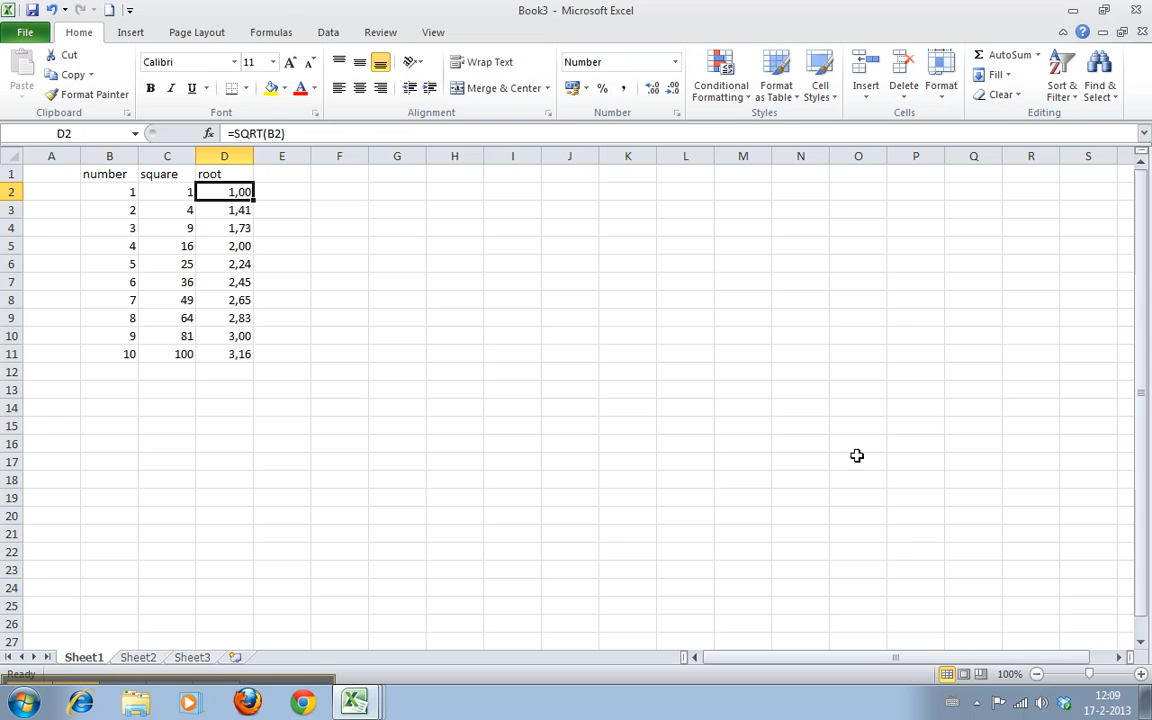 Book3 - Microsoft Excel
File Home Insert Page Layout Formulas Data Review View
Paste
Cut
Copy
Format Painter
Clipboard
Calibri 11 A A
B I U A
Font
Wrap Text
Merge & Center
Alignment
Number
% ,
Number
Conditional Formatting
Format as Table
Cell Styles
Styles
Insert Delete Format
Cells
Σ AutoSum
Fill
Clear
Sort & Filter
Find & Select
Editing
D2 fx =SQRT(B2)
A B C D E F G H I J K L M N O P Q R S
1 number square root
2 1 1 1,00
3 2 4 1,41
4 3 9 1,73
5 4 16 2,00
6 5 25 2,24
7 6 36 2,45
8 7 49 2,65
9 8 64 2,83
10 9 81 3,00
11 10 100 3,16
12
13
14
15
16
17
18
19
20
21
22
23
24
25
26
27
Sheet1 Sheet2 Sheet3
Ready 100%
12:09
17-2-2013